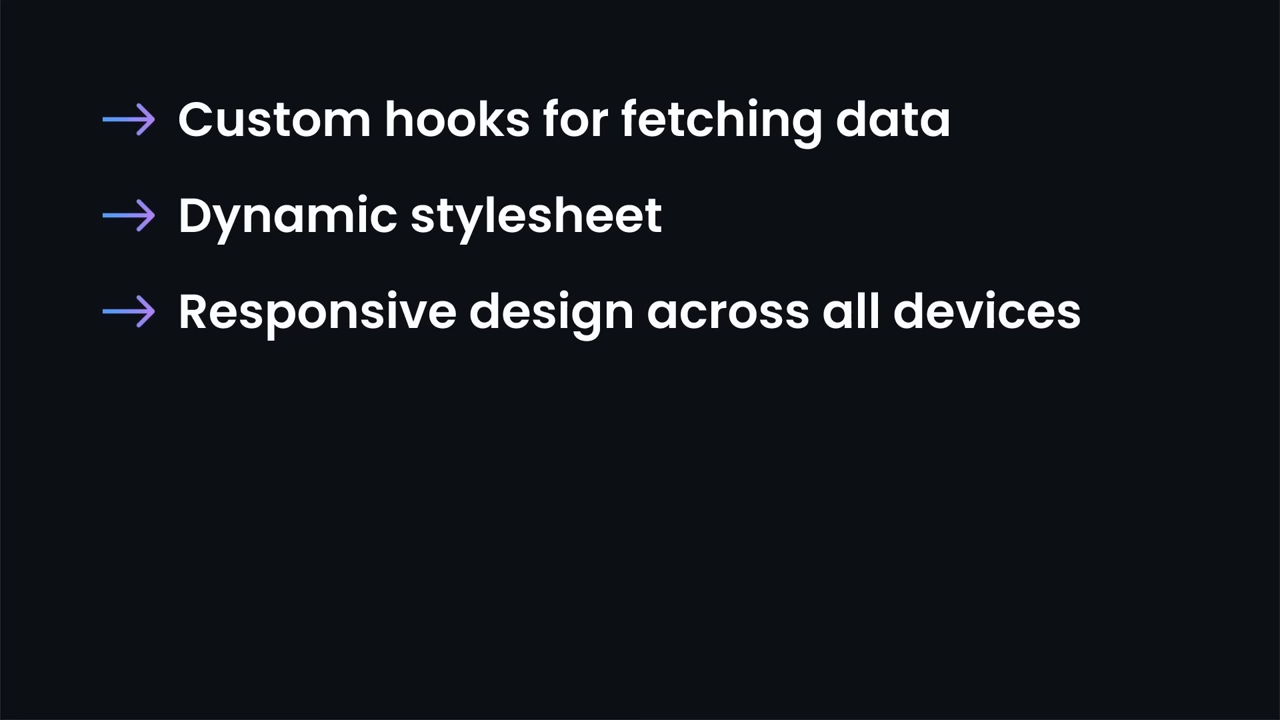 Custom hooks for fetching data
Dynamic stylesheet
Responsive design across all devices